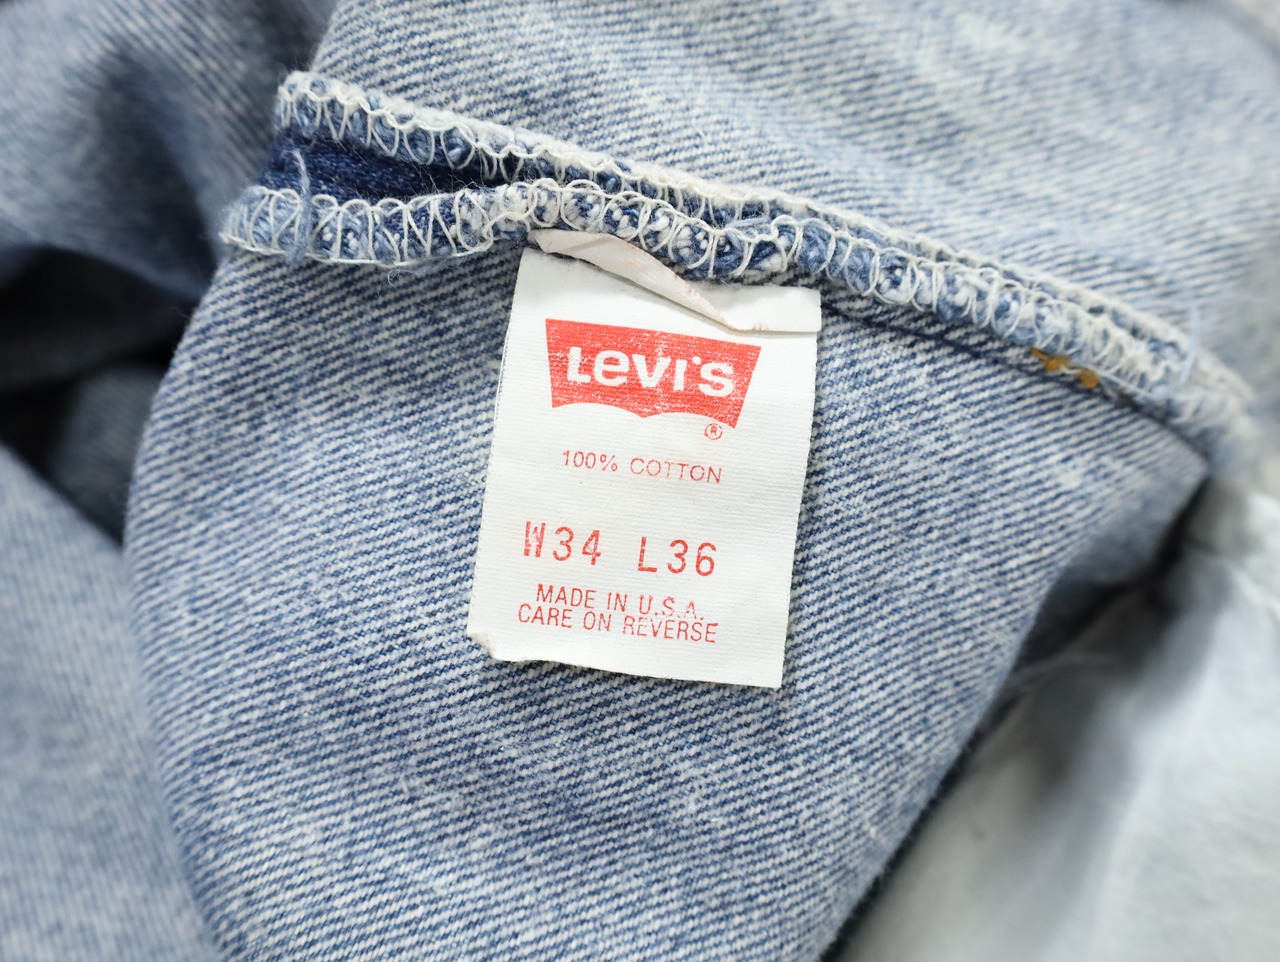 Levi's
®
100% COTTON
W34 L36
MADE IN U.S.A.
CARE ON REVERSE